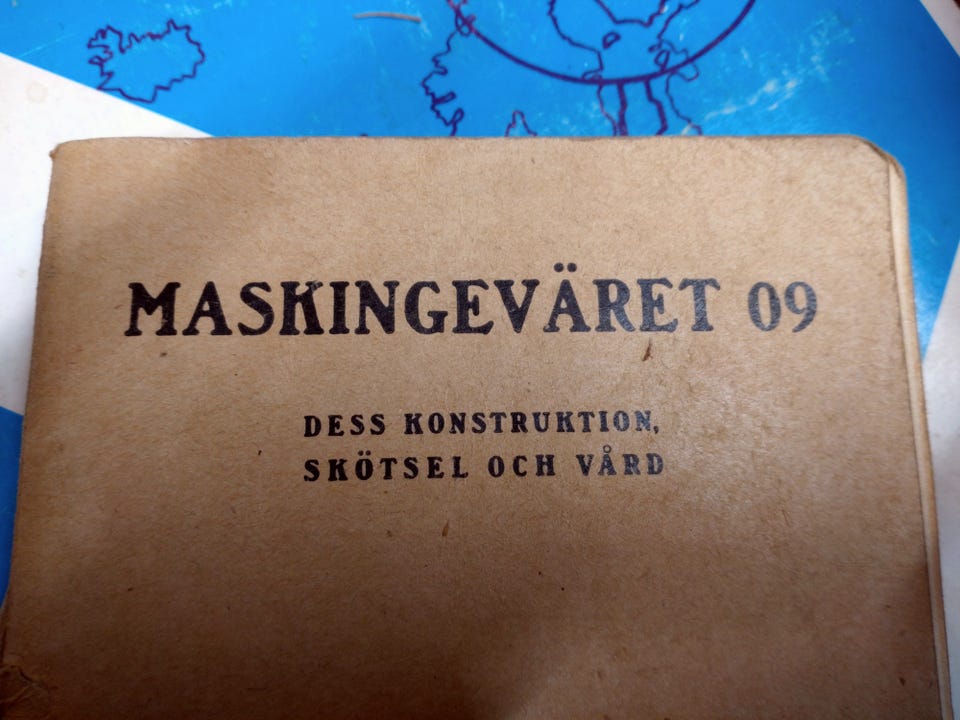 MASKINGEVÄRET 09
DESS KONSTRUKTION,
SKÖTSEL OCH VÅRD